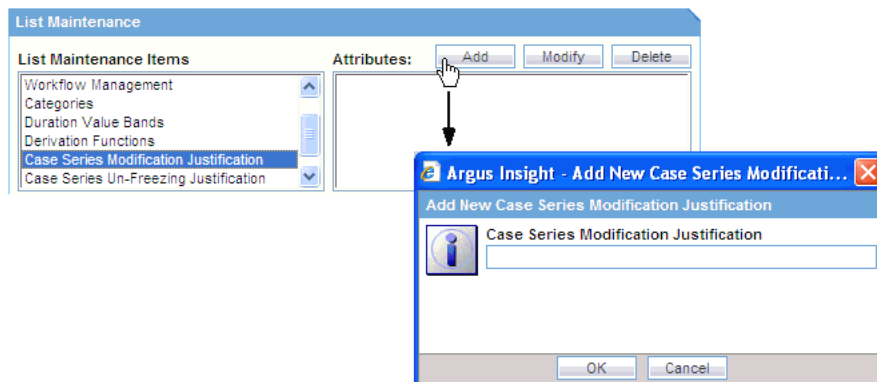 List Maintenance
List Maintenance Items
Attributes:
Add
Modify
Delete
Workflow Management
Categories
Duration Value Bands
Derivation Functions
Case Series Modification Justification
Case Series Un-Freezing Justification
Argus Insight - Add New Case Series Modificati...
Add New Case Series Modification Justification
Case Series Modification Justification
OK
Cancel